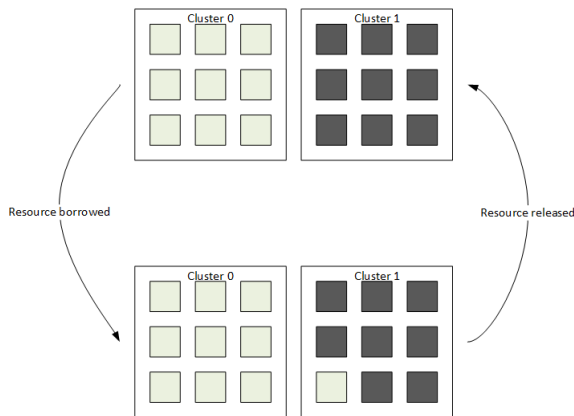 Cluster 0
Cluster 1
Resource borrowed
Resource released
Cluster 0
Cluster 1